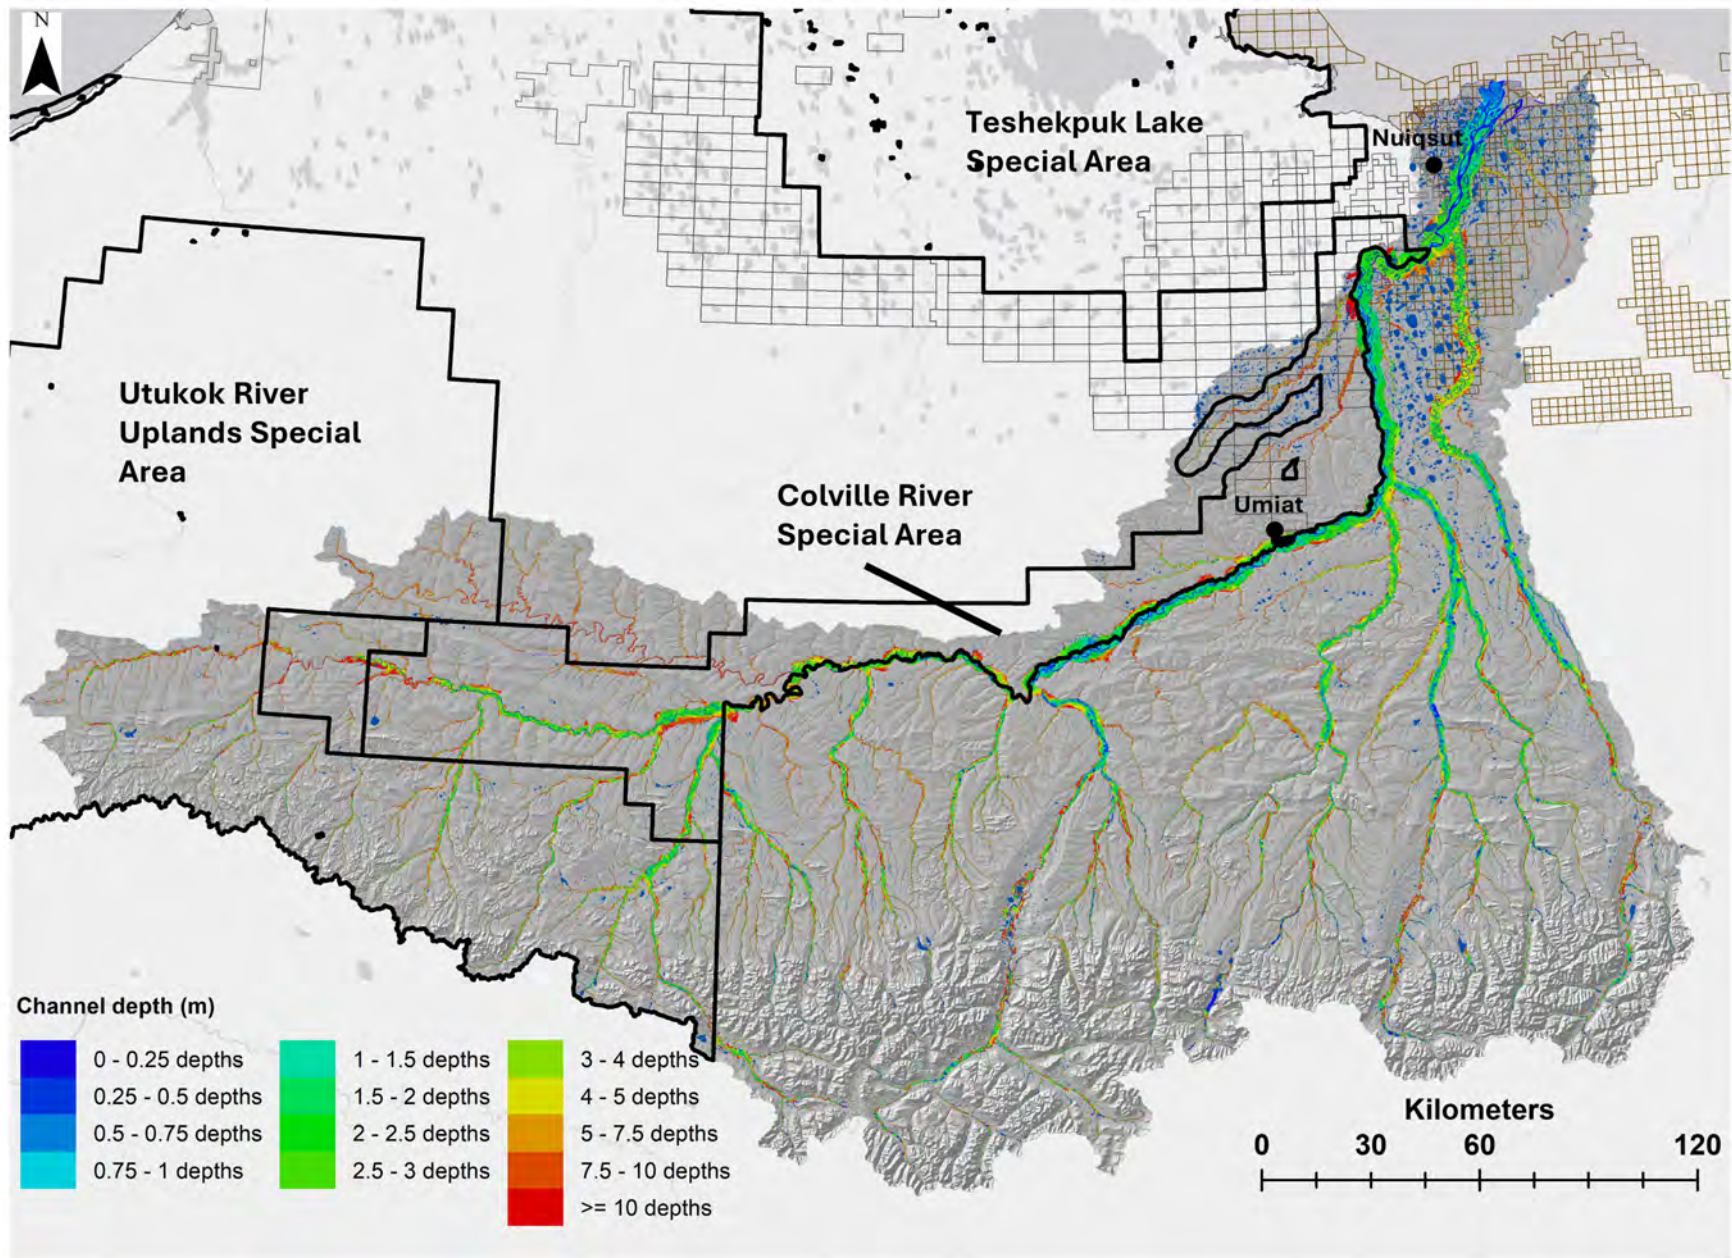 N
Teshekpuk Lake
Special Area
Nuiqsut
Utukok River
Uplands Special
Area
Colville River
Special Area
Umiat
Channel depth (m)
0 - 0.25 depths
0.25 - 0.5 depths
0.5 - 0.75 depths
0.75 - 1 depths
1 - 1.5 depths
1.5 - 2 depths
2 - 2.5 depths
2.5 - 3 depths
3 - 4 depths
4 - 5 depths
5 - 7.5 depths
7.5 - 10 depths
>= 10 depths
Kilometers
0 30 60 120